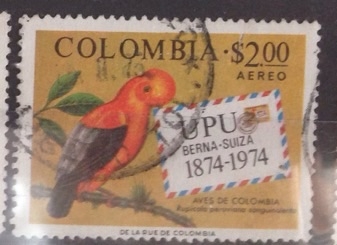 COLOMBIA · $2.00
AEREO
UPU
BERNA-SUIZA
1874-1974
AVES DE COLOMBIA
Rupicola peruviana sanguinolenta
DE LA RUE DE COLOMBIA